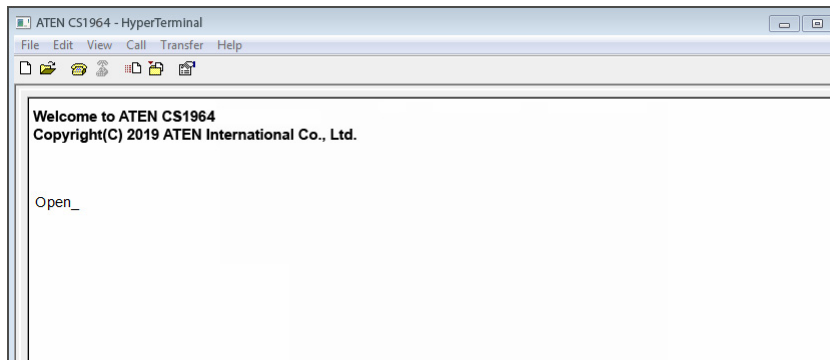 ATEN CS1964 - HyperTerminal
File Edit View Call Transfer Help
Welcome to ATEN CS1964
Copyright(C) 2019 ATEN International Co., Ltd.
Open_